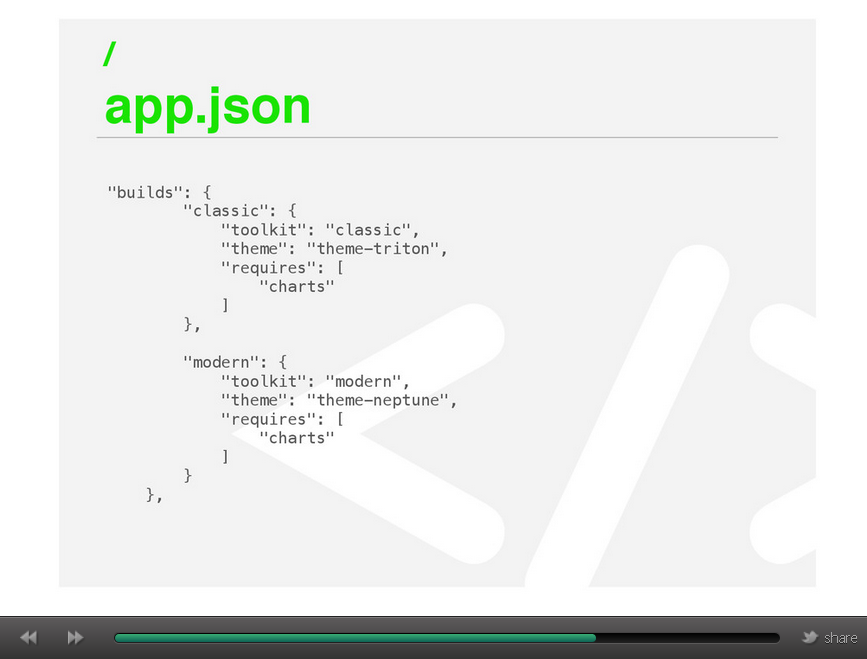 /
app.json
"builds": {
"classic": {
"toolkit": "classic",
"theme": "theme-triton",
"requires": [
"charts"
]
},
"modern": {
"toolkit": "modern",
"theme": "theme-neptune",
"requires": [
"charts"
]
}
},
share